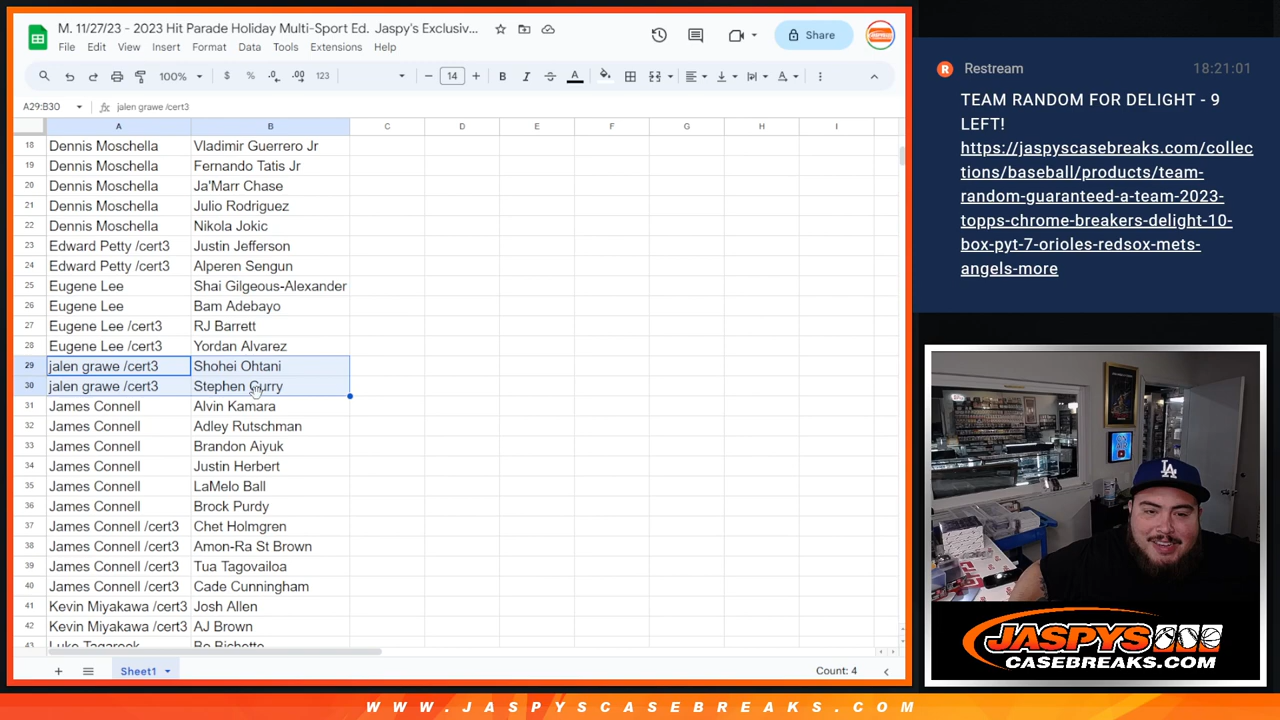 M. 11/27/23 - 2023 Hit Parade Holiday Multi-Sport Ed. Jaspy's Exclusiv...
File Edit View Insert Format Data Tools Extensions Help
Share
100% $ % .0 .00 123 14 B I A
A29:B30 fx jalen grawe /cert3
A B C D E F G H I
18 Dennis Moschella Vladimir Guerrero Jr
19 Dennis Moschella Fernando Tatis Jr
20 Dennis Moschella Ja'Marr Chase
21 Dennis Moschella Julio Rodriguez
22 Dennis Moschella Nikola Jokic
23 Edward Petty /cert3 Justin Jefferson
24 Edward Petty /cert3 Alperen Sengun
25 Eugene Lee Shai Gilgeous-Alexander
26 Eugene Lee Bam Adebayo
27 Eugene Lee /cert3 RJ Barrett
28 Eugene Lee /cert3 Yordan Alvarez
29 jalen grawe /cert3 Shohei Ohtani
30 jalen grawe /cert3 Stephen Curry
31 James Connell Alvin Kamara
32 James Connell Adley Rutschman
33 James Connell Brandon Aiyuk
34 James Connell Justin Herbert
35 James Connell LaMelo Ball
36 James Connell Brock Purdy
37 James Connell /cert3 Chet Holmgren
38 James Connell /cert3 Amon-Ra St Brown
39 James Connell /cert3 Tua Tagovailoa
40 James Connell /cert3 Cade Cunningham
41 Kevin Miyakawa /cert3 Josh Allen
42 Kevin Miyakawa /cert3 AJ Brown
43 Luke Tagarook Bo Bichette
Sheet1
Count: 4
R Restream 18:21:01
TEAM RANDOM FOR DELIGHT - 9
LEFT!
https://jaspyscasebreaks.com/collec
tions/baseball/products/team-
random-guaranteed-a-team-2023-
topps-chrome-breakers-delight-10-
box-pyt-7-orioles-redsox-mets-
angels-more
LA
JASPYS
CASEBREAKS.COM
WWW.JASPYSCASEBREAKS.COM